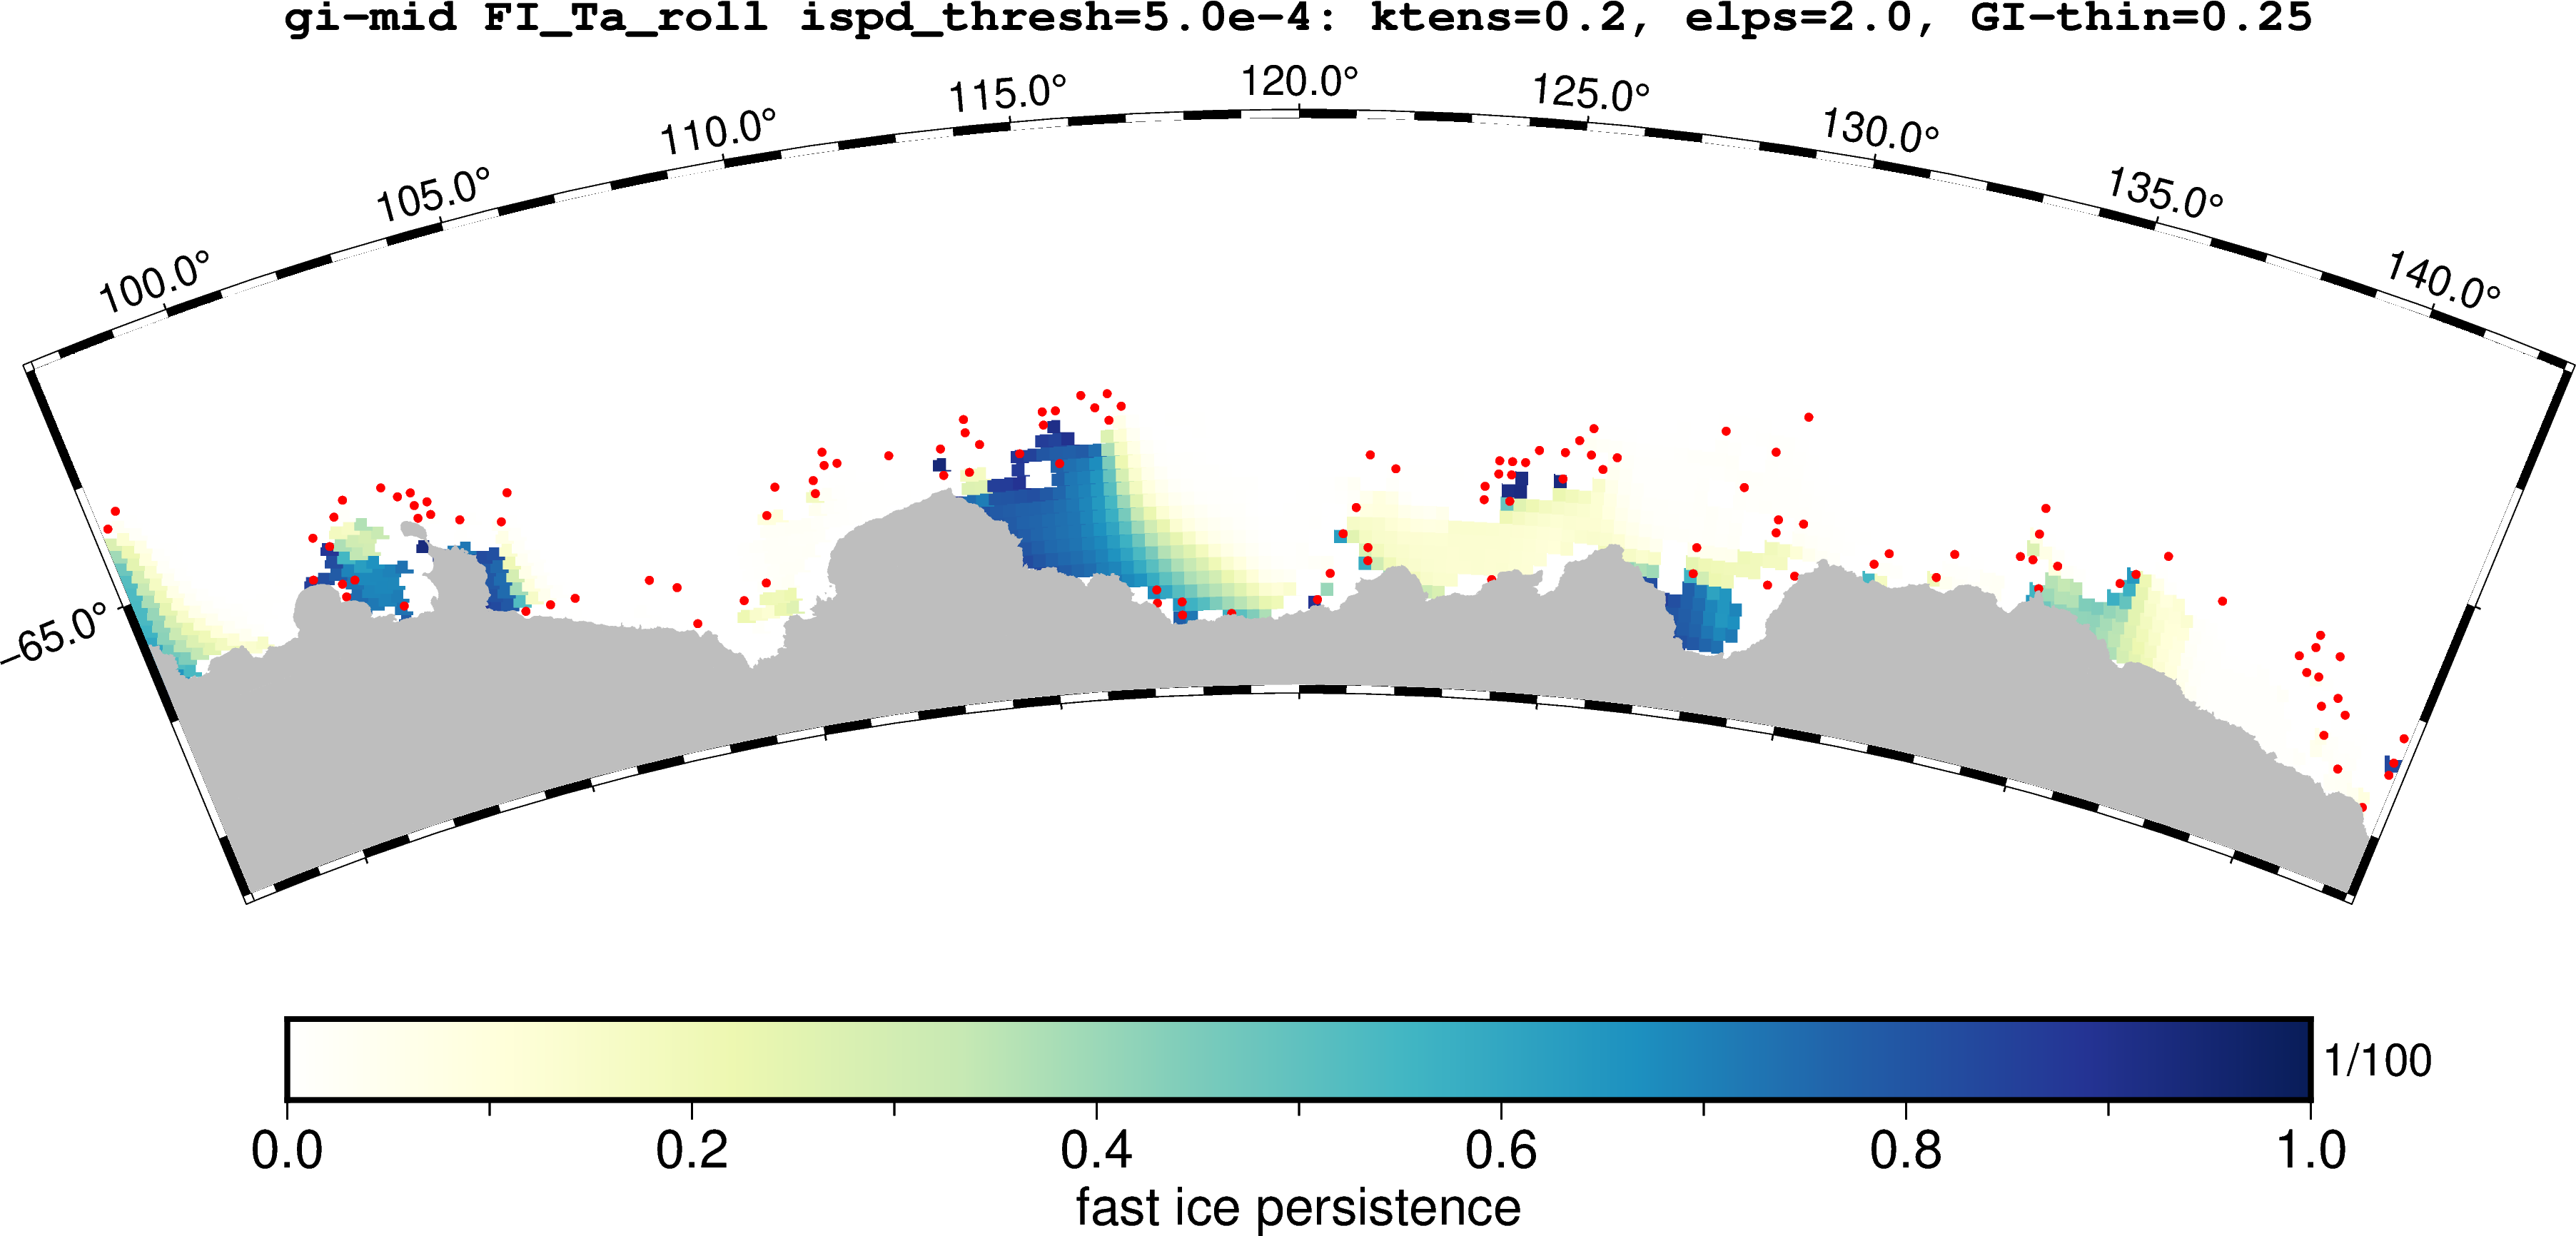 gi-mid FI_Ta_roll ispd_thresh=5.0e-4: ktens=0.2, elps=2.0, GI-thin=0.25
100.0° 105.0° 110.0° 115.0° 120.0° 125.0° 130.0° 135.0° 140.0°
-65.0°
1/100
0.0 0.2 0.4 0.6 0.8 1.0
fast ice persistence